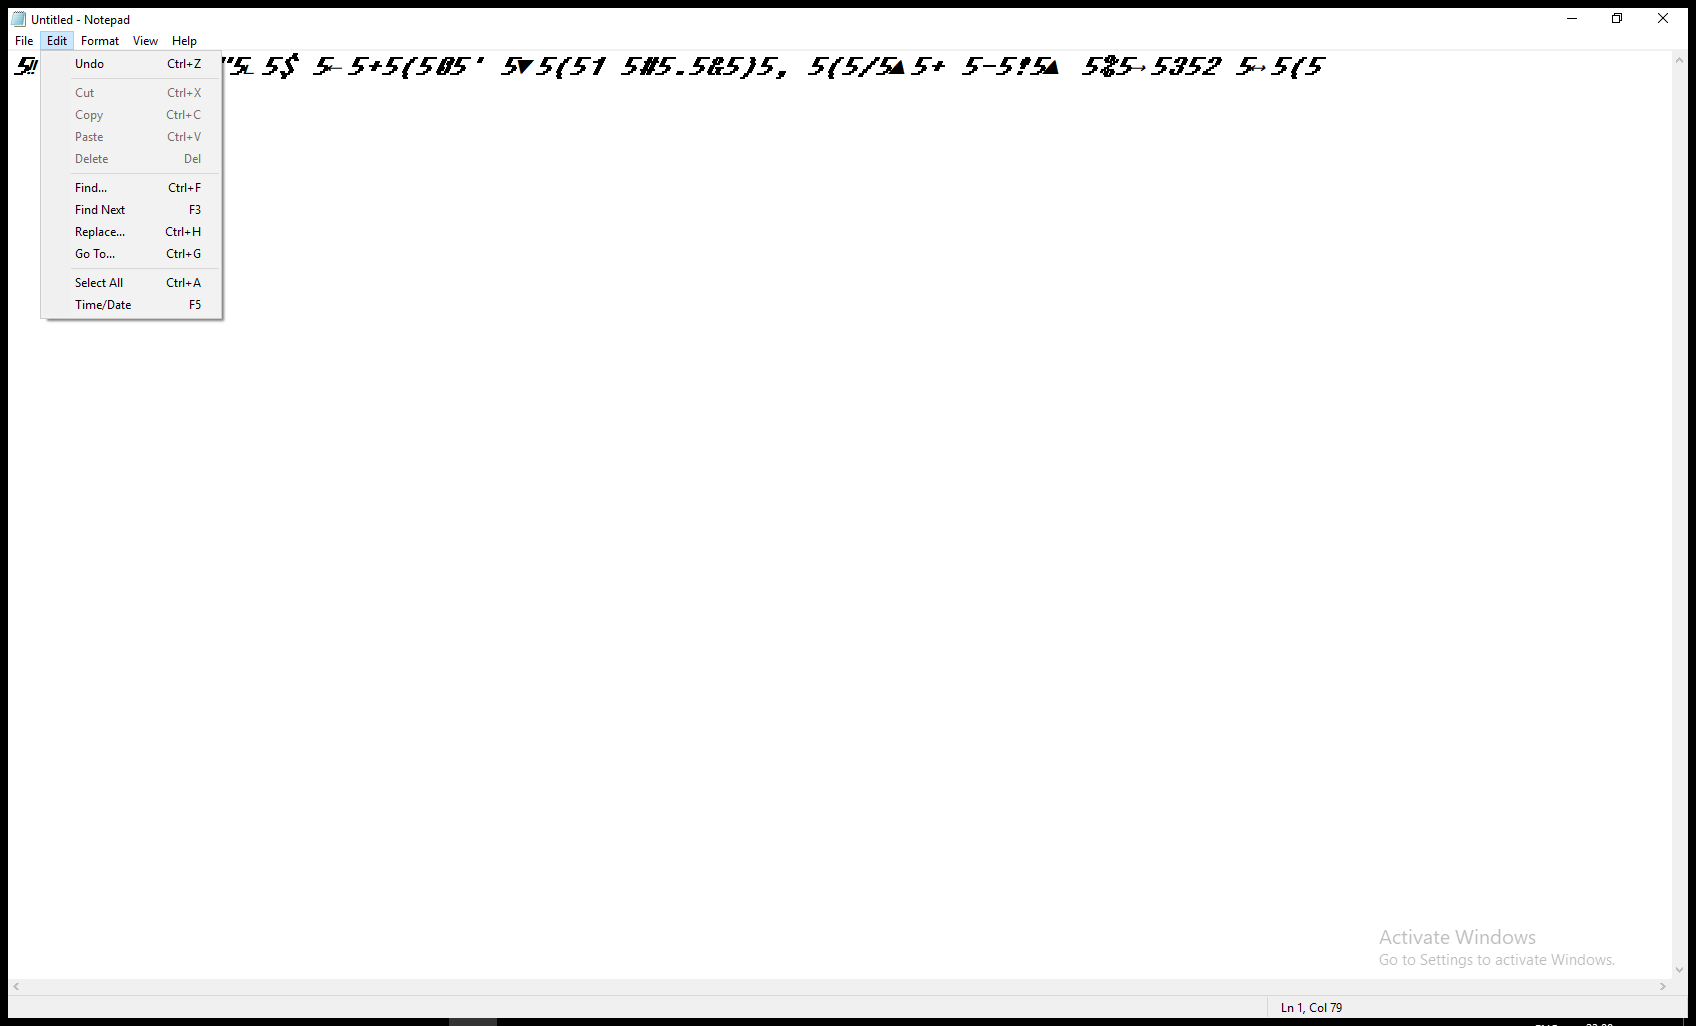 Untitled - Notepad
File Edit Format View Help
5‼ "5∟ 5$ 5←5+5(5@5' 5▼5(51 5#5.5&5)5, 5(5/5▲5+ 5-5!5▲ 5%5→5352 5↔5(5
Undo Ctrl+Z
Cut Ctrl+X
Copy Ctrl+C
Paste Ctrl+V
Delete Del
Find... Ctrl+F
Find Next F3
Replace... Ctrl+H
Go To... Ctrl+G
Select All Ctrl+A
Time/Date F5
Activate Windows
Go to Settings to activate Windows.
Ln 1, Col 79